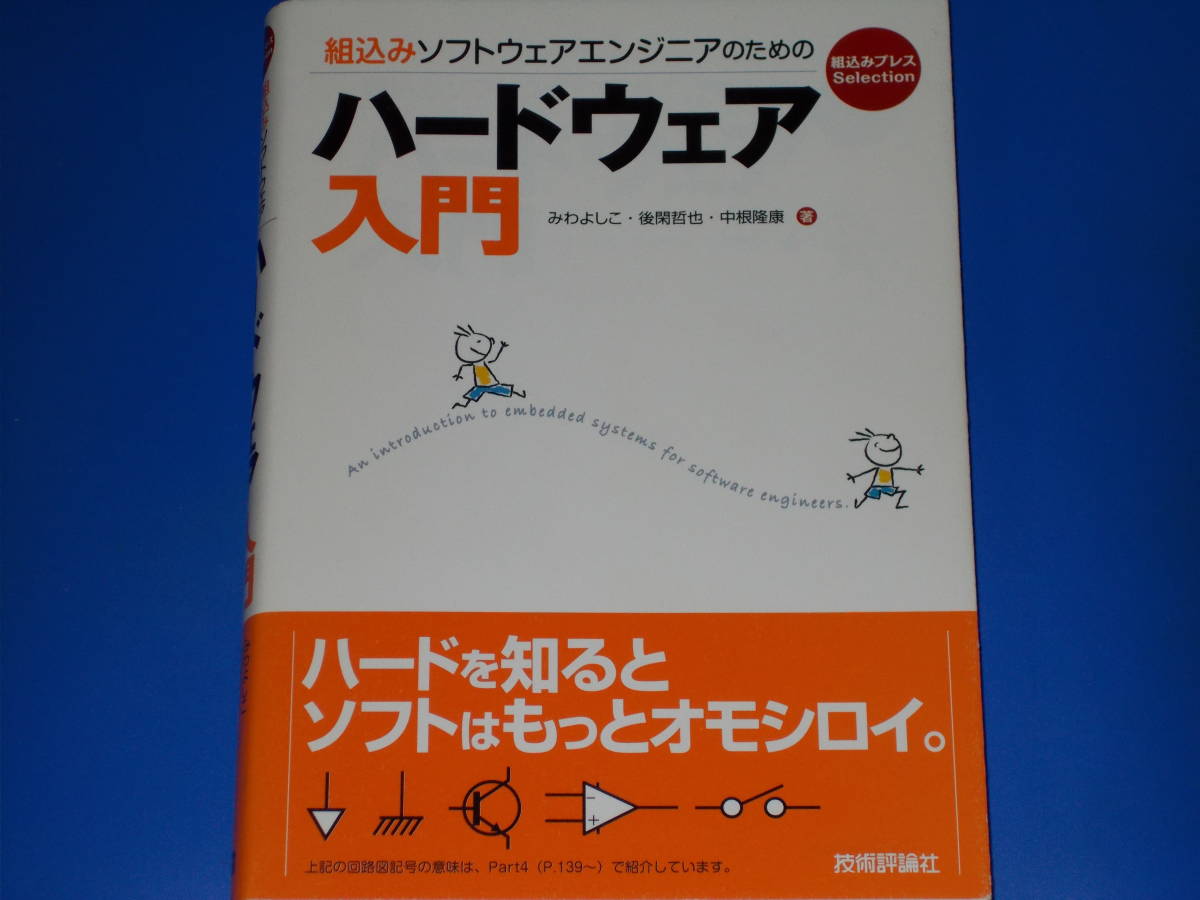 組込みソフトウェアエンジニアのための
組込みプレス
Selection
ハードウェア
入門
みわよしこ・後閑哲也・中根隆康 著
An introduction to embedded systems for software engineers.
ハードを知ると
ソフトはもっとオモシロイ。
− +
上記の回路図記号の意味は、Part4(P.139〜)で紹介しています。
技術評論社